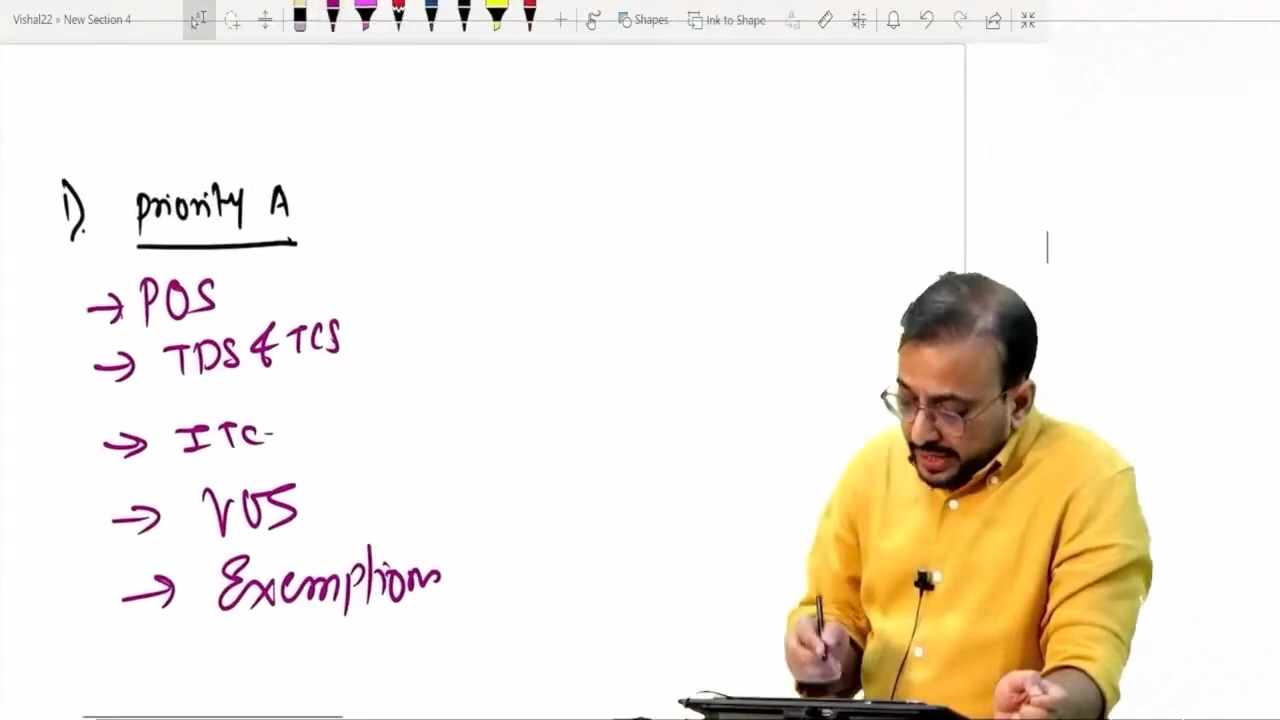 Vishal22 » New Section 4
Shapes
Ink to Shape
1). Priority A
→ POS
→ TDS & TCS
→ ITC
→ VOS
→ Exemption